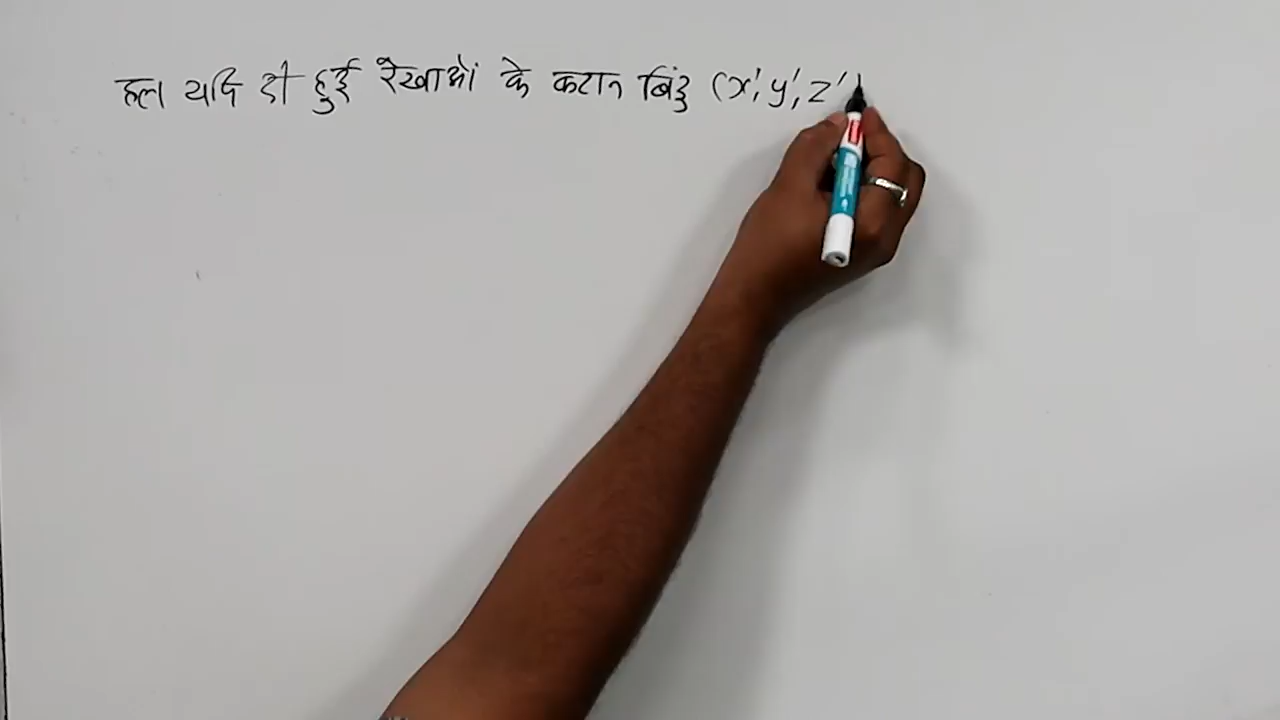 हल यदि दी हुई रेखाओं के कटान बिंदु (x', y', z'